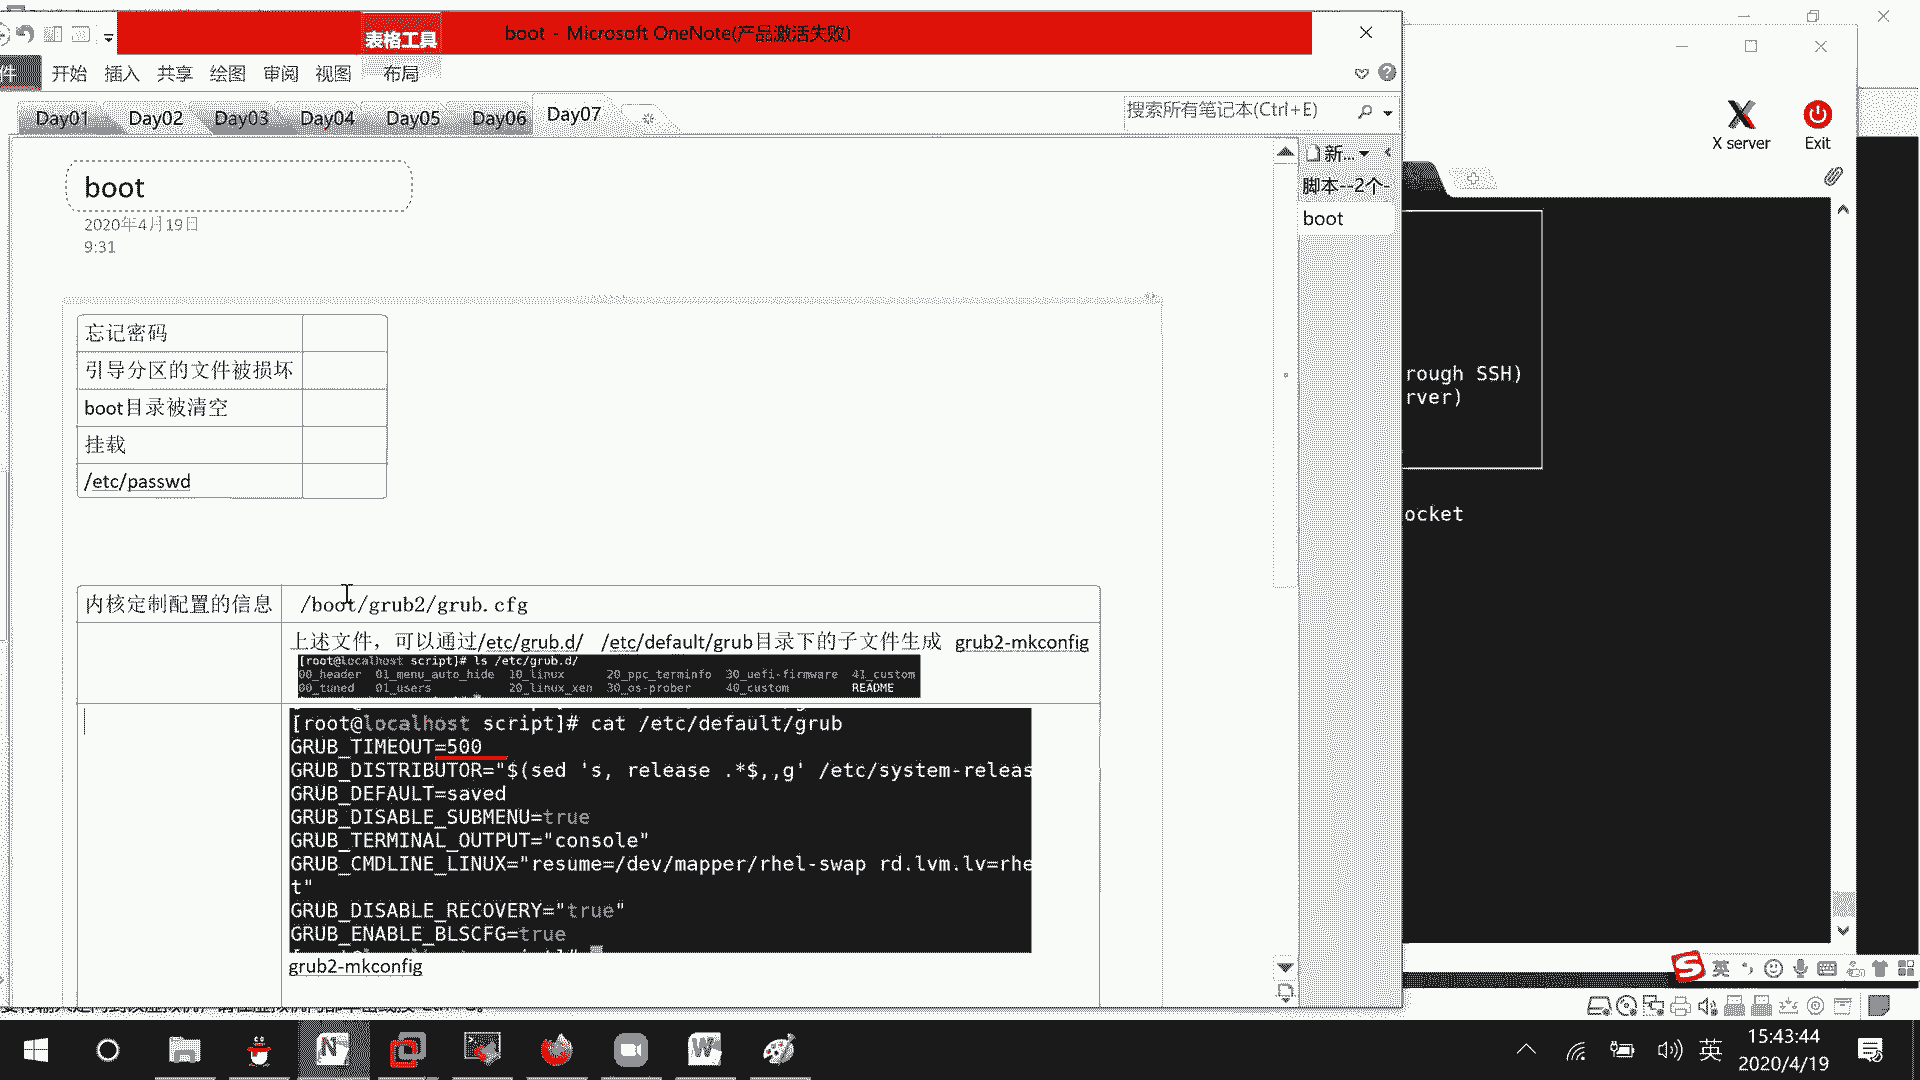 表格工具
boot - Microsoft OneNote(产品激活失败)
件 开始 插入 共享 绘图 审阅 视图 布局
Day01 Day02 Day03 Day04 Day05 Day06 Day07
搜索所有笔记本(Ctrl+E)
新...
脚本--2个-
boot
boot
2020年4月19日
9:31
忘记密码
引导分区的文件被损坏
boot目录被清空
挂载
/etc/passwd
内核定制配置的信息 /boot/grub2/grub.cfg
上述文件，可以通过/etc/grub.d/ /etc/default/grub目录下的子文件生成 grub2-mkconfig
[root@localhost script]# ls /etc/grub.d/
00_header 01_menu_auto_hide 10_linux 20_ppc_terminfo 30_uefi-firmware 41_custom
00_tuned 01_users 20_linux_xen 30_os-prober 40_custom README
[root@localhost script]# cat /etc/default/grub
GRUB_TIMEOUT=500
GRUB_DISTRIBUTOR="$(sed 's, release .*$,,g' /etc/system-releas
GRUB_DEFAULT=saved
GRUB_DISABLE_SUBMENU=true
GRUB_TERMINAL_OUTPUT="console"
GRUB_CMDLINE_LINUX="resume=/dev/mapper/rhel-swap rd.lvm.lv=rhe
t"
GRUB_DISABLE_RECOVERY="true"
GRUB_ENABLE_BLSCFG=true
grub2-mkconfig
X server
Exit
rough SSH)
rver)
ocket
英
英
15:43:44
2020/4/19